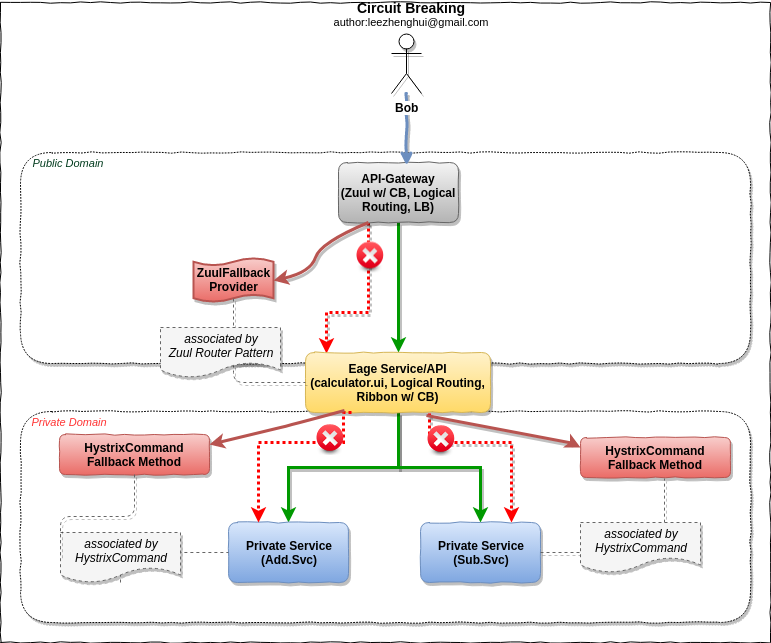 Circuit Breaking
author:leezhenghui@gmail.com
Bob
Public Domain
API-Gateway
(Zuul w/ CB, Logical
Routing, LB)
ZuulFallback
Provider
associated by
Zuul Router Pattern
Eage Service/API
(calculator.ui, Logical Routing,
Ribbon w/ CB)
Private Domain
HystrixCommand
Fallback Method
HystrixCommand
Fallback Method
associated by
HystrixCommand
Private Service
(Add.Svc)
Private Service
(Sub.Svc)
associated by
HystrixCommand